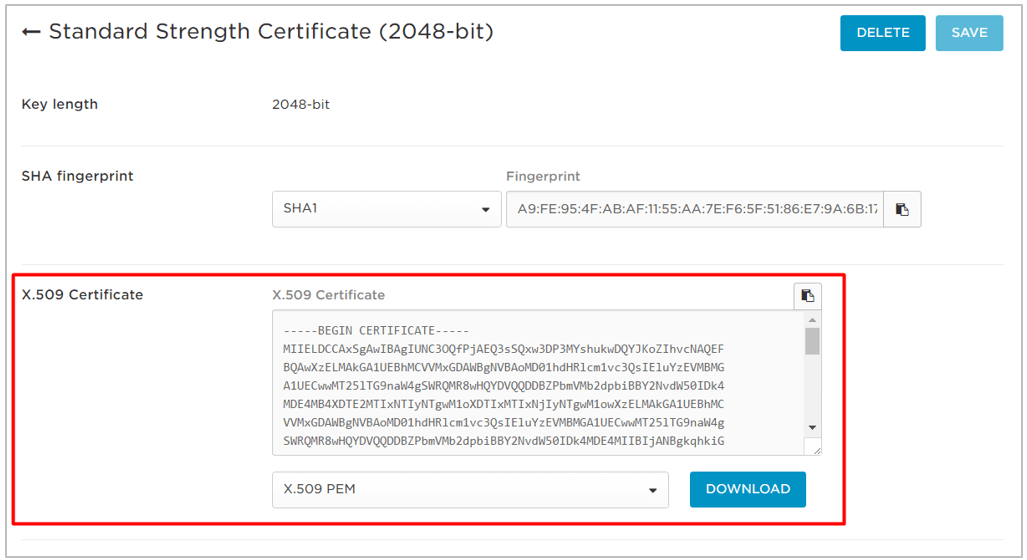 ← Standard Strength Certificate (2048-bit)
DELETE
SAVE
Key length
2048-bit
SHA fingerprint
Fingerprint
SHA1
A9:FE:95:4F:AB:AF:11:55:AA:7E:F6:5F:51:86:E7:9A:6B:17
X.509 Certificate
X.509 Certificate
-----BEGIN CERTIFICATE-----
MIIELDCCAxSgAwIBAgIUNC3OQfPjAEQ3sSQxw3DP3MYshukwDQYJKoZIhvcNAQEF
BQAwXzELMAkGA1UEBhMCVVMxGDAWBgNVBAoMD01hdHRlcm1vc3QsIEluYzEVMBMG
A1UECwwMT25lTG9naW4gSWRQMR8wHQYDVQQDDBZPbmVMb2dpbiBBY2NvdW50IDk4
MDE4MB4XDTE2MTIxNTIyNTgwM1oXDTIxMTIxNjIyNTgwM1owXzELMAkGA1UEBhMC
VVMxGDAWBgNVBAoMD01hdHRlcm1vc3QsIEluYzEVMBMGA1UECwwMT25lTG9naW4g
SWRQMR8wHQYDVQQDDBZPbmVMb2dpbiBBY2NvdW50IDk4MDE4MIIBIjANBgkqhkiG
X.509 PEM
DOWNLOAD